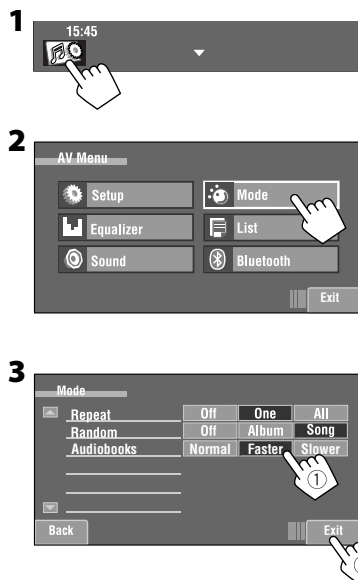 1
15:45
2
AV Menu
Setup Mode
Equalizer List
Sound Bluetooth
Exit
3
Mode
Repeat Off One All
Random Off Album Song
Audiobooks Normal Faster Slower
①
Back Exit